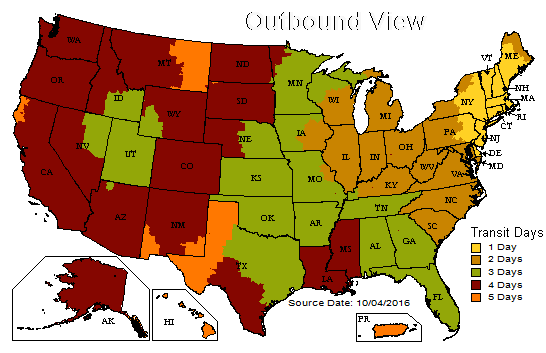 Outbound View
WA
MT
ND
MN
OR
ID
SD
WI
MI
VT
ME
NH
MA
RI
CT
NY
WY
NE
IA
PA
NJ
DE
MD
NV
UT
CO
KS
IL
IN
OH
WV
VA
CA
MO
KY
NC
AZ
NM
OK
AR
TN
SC
TX
LA
MS
AL
GA
FL
AK
HI
PR
Transit Days
1 Day
2 Days
3 Days
4 Days
5 Days
Source Date: 10/04/2016